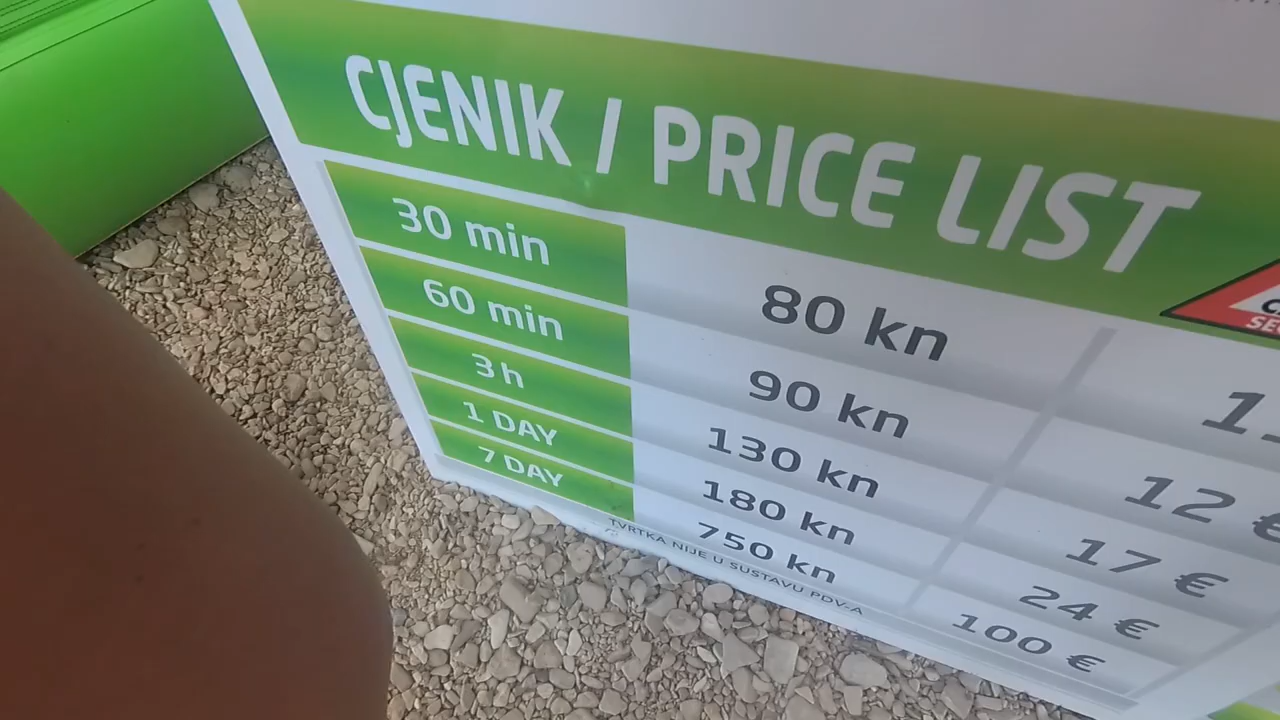 CJENIK / PRICE LIST
30 min 80 kn
60 min 90 kn 12 €
3 h 130 kn 17 €
1 DAY 180 kn 24 €
7 DAY 750 kn 100 €
TVRTKA NIJE U SUSTAVU PDV-A